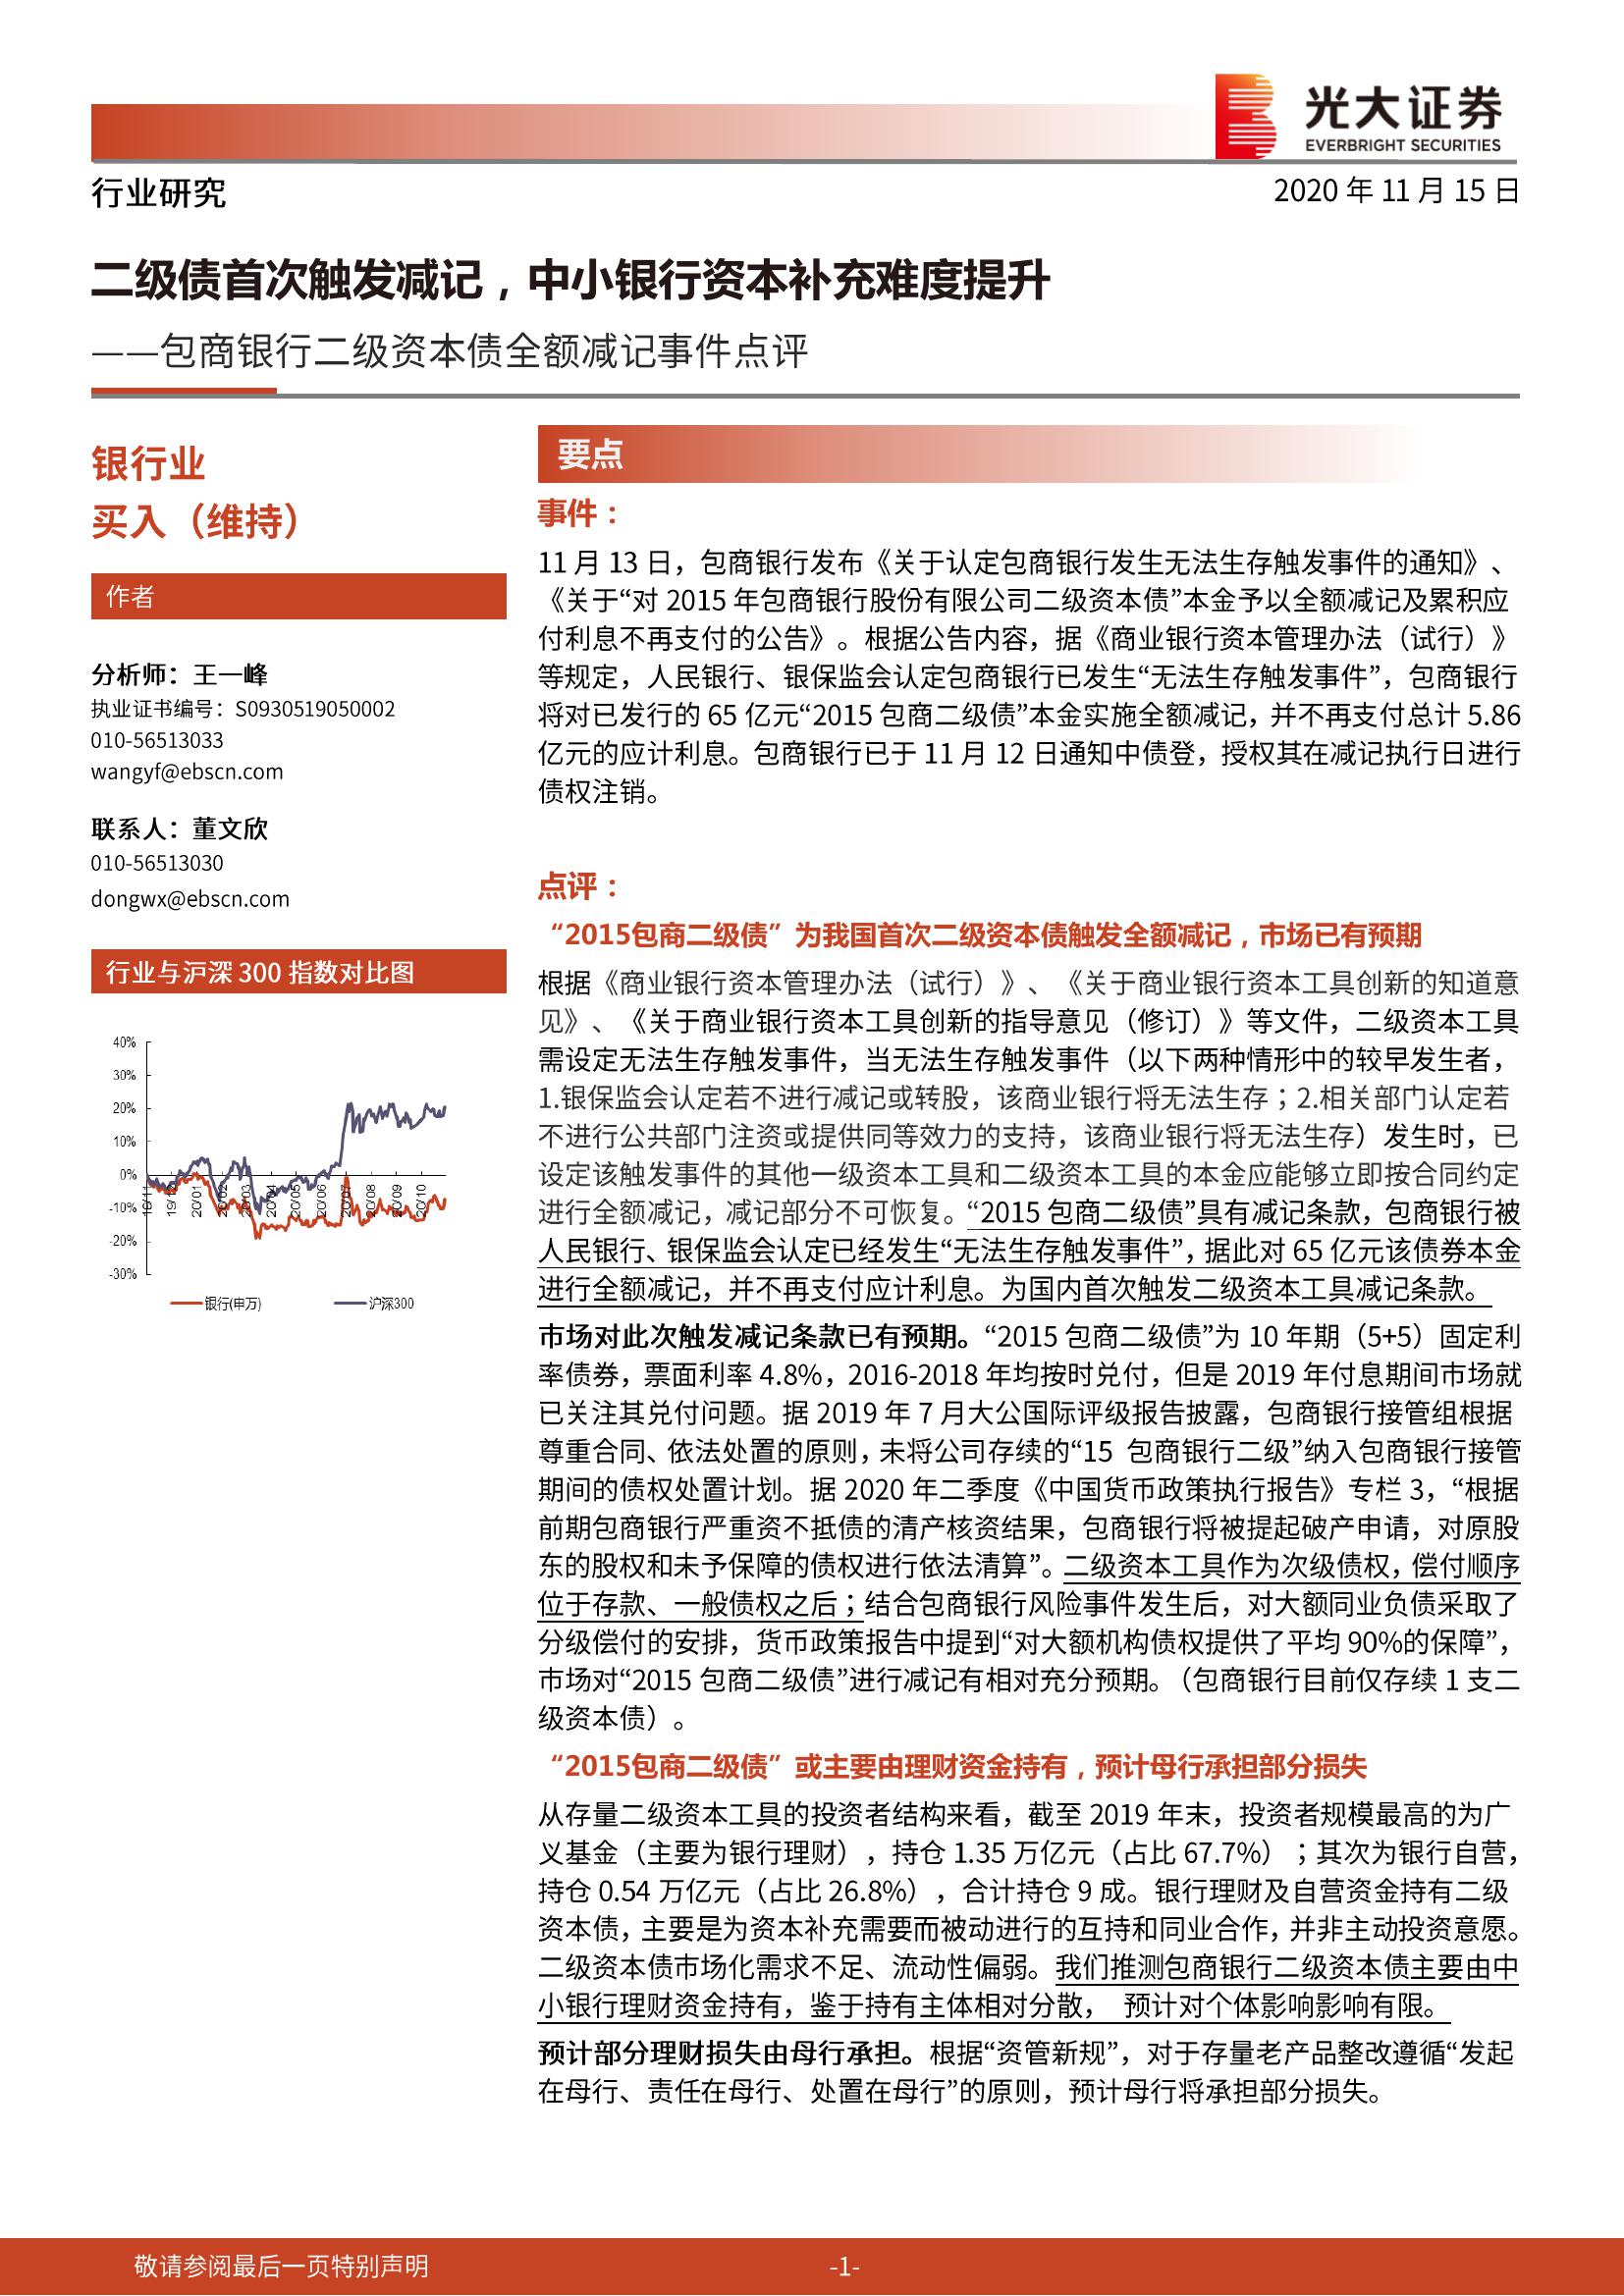 光大证券
EVERBRIGHT SECURITIES
行业研究
2020 年 11 月 15 日
二级债首次触发减记，中小银行资本补充难度提升
——包商银行二级资本债全额减记事件点评
银行业
买入（维持）
作者
分析师：王一峰
执业证书编号：S0930519050002
010-56513033
wangyf@ebscn.com
联系人：董文欣
010-56513030
dongwx@ebscn.com
行业与沪深 300 指数对比图
40%
30%
20%
10%
0%
-10%
-20%
-30%
20/01 20/02 20/03 20/04 20/05 20/06 20/07 20/08 20/09 20/10
银行(申万) 沪深300
要点
事件：
11 月 13 日，包商银行发布《关于认定包商银行发生无法生存触发事件的通知》、
《关于“对 2015 年包商银行股份有限公司二级资本债”本金予以全额减记及累积应
付利息不再支付的公告》。根据公告内容，据《商业银行资本管理办法（试行）》
等规定，人民银行、银保监会认定包商银行已发生“无法生存触发事件”，包商银行
将对已发行的 65 亿元“2015 包商二级债”本金实施全额减记，并不再支付总计 5.86
亿元的应计利息。包商银行已于 11 月 12 日通知中债登，授权其在减记执行日进行
债权注销。
点评：
“2015包商二级债”为我国首次二级资本债触发全额减记，市场已有预期
根据《商业银行资本管理办法（试行）》、《关于商业银行资本工具创新的知道意
见》、《关于商业银行资本工具创新的指导意见（修订）》等文件，二级资本工具
需设定无法生存触发事件，当无法生存触发事件（以下两种情形中的较早发生者，
1.银保监会认定若不进行减记或转股，该商业银行将无法生存；2.相关部门认定若
不进行公共部门注资或提供同等效力的支持，该商业银行将无法生存）发生时，已
设定该触发事件的其他一级资本工具和二级资本工具的本金应能够立即按合同约定
进行全额减记，减记部分不可恢复。“2015 包商二级债”具有减记条款，包商银行被
人民银行、银保监会认定已经发生“无法生存触发事件”，据此对 65 亿元该债券本金
进行全额减记，并不再支付应计利息。为国内首次触发二级资本工具减记条款。
市场对此次触发减记条款已有预期。“2015 包商二级债”为 10 年期（5+5）固定利
率债券，票面利率 4.8%，2016-2018 年均按时兑付，但是 2019 年付息期间市场就
已关注其兑付问题。据 2019 年 7 月大公国际评级报告披露，包商银行接管组根据
尊重合同、依法处置的原则，未将公司存续的“15 包商银行二级”纳入包商银行接管
期间的债权处置计划。据 2020 年二季度《中国货币政策执行报告》专栏 3，“根据
前期包商银行严重资不抵债的清产核资结果，包商银行将被提起破产申请，对原股
东的股权和未予保障的债权进行依法清算”。二级资本工具作为次级债权，偿付顺序
位于存款、一般债权之后；结合包商银行风险事件发生后，对大额同业负债采取了
分级偿付的安排，货币政策报告中提到“对大额机构债权提供了平均 90%的保障”，
市场对“2015 包商二级债”进行减记有相对充分预期。（包商银行目前仅存续 1 支二
级资本债）。
“2015包商二级债”或主要由理财资金持有，预计母行承担部分损失
从存量二级资本工具的投资者结构来看，截至 2019 年末，投资者规模最高的为广
义基金（主要为银行理财），持仓 1.35 万亿元（占比 67.7%）；其次为银行自营，
持仓 0.54 万亿元（占比 26.8%），合计持仓 9 成。银行理财及自营资金持有二级
资本债，主要是为资本补充需要而被动进行的互持和同业合作，并非主动投资意愿。
二级资本债市场化需求不足、流动性偏弱。我们推测包商银行二级资本债主要由中
小银行理财资金持有，鉴于持有主体相对分散， 预计对个体影响影响有限。
预计部分理财损失由母行承担。根据“资管新规”，对于存量老产品整改遵循“发起
在母行、责任在母行、处置在母行”的原则，预计母行将承担部分损失。
敬请参阅最后一页特别声明
-1-